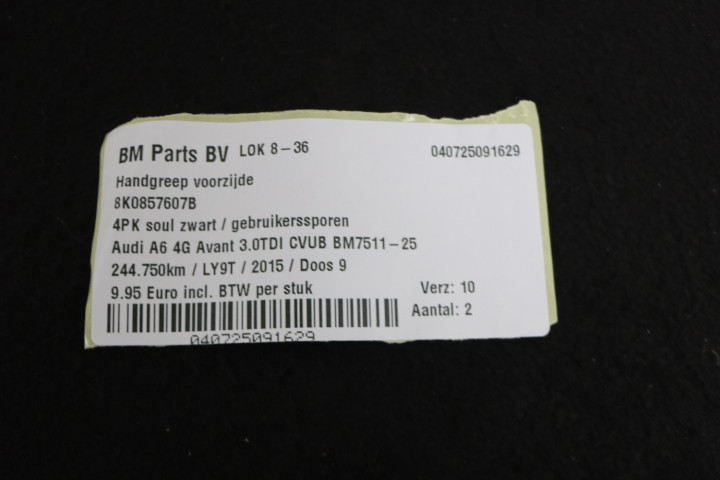 BM Parts BV LOK 8-36 040725091629
Handgreep voorzijde
8K0857607B
4PK soul zwart / gebruikerssporen
Audi A6 4G Avant 3.0TDI CVUB BM7511-25
244.750km / LY9T / 2015 / Doos 9
9.95 Euro incl. BTW per stuk Verz: 10
Aantal: 2
040725091629